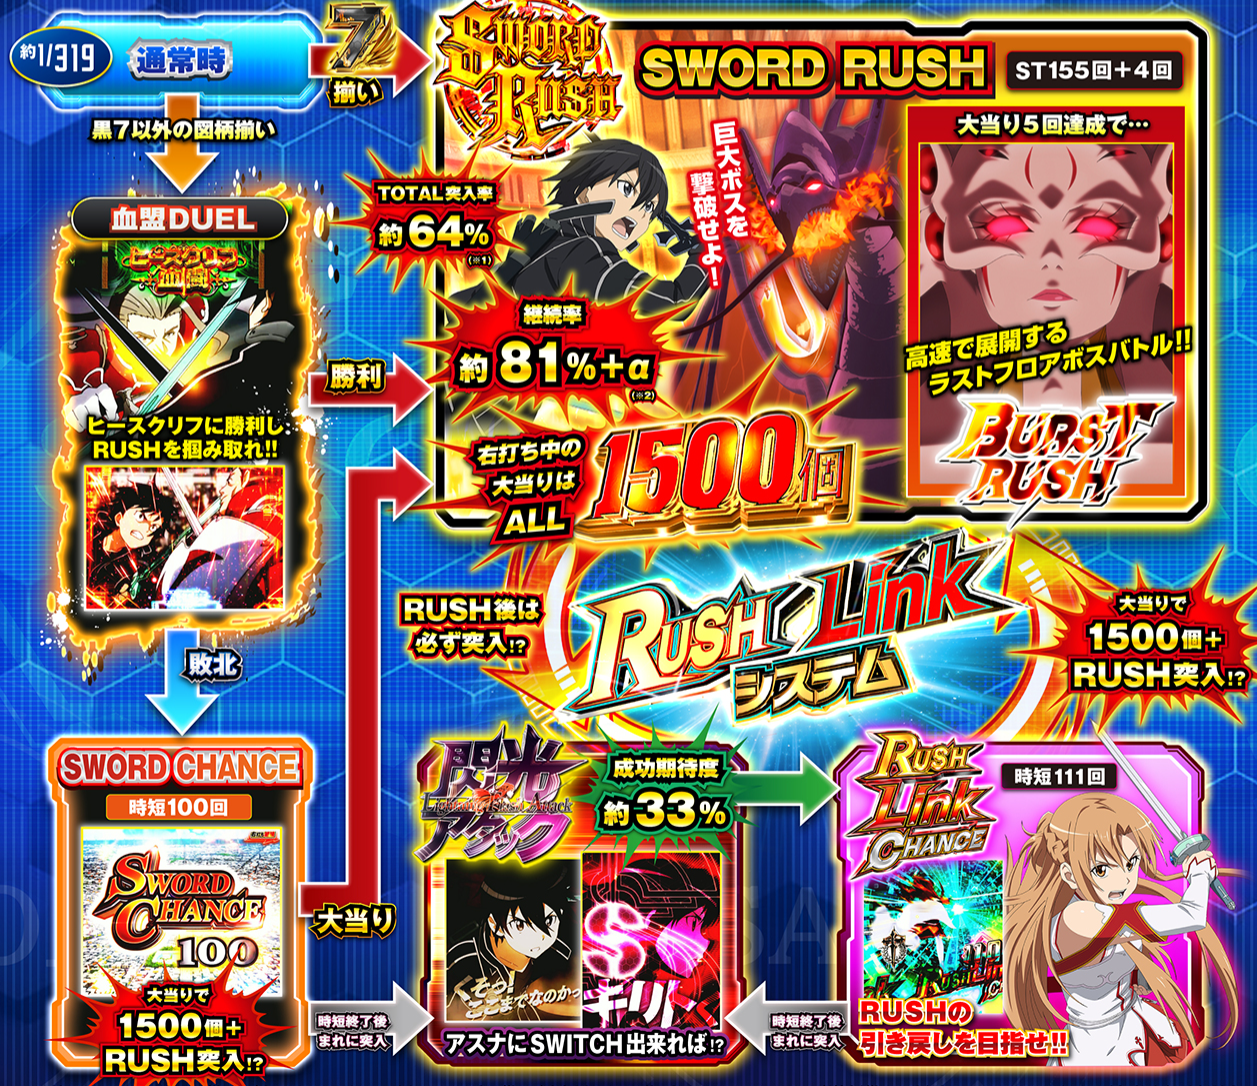 約1/319
通常時
7
揃い
黒7以外の図柄揃い
血盟DUEL
ヒースクリフ
血闘
ヒースクリフに勝利し
RUSHを掴み取れ!!
勝利
敗北
SWORD CHANCE
時短100回
SWORD
CHANCE
100
大当りで
1500個+
RUSH突入!?
大当り
SWORD
RUSH
SWORD RUSH
ST155回+4回
TOTAL突入率
約64%
(※1)
継続率
約81%+α
(※2)
巨大ボスを
撃破せよ!
大当り5回達成で…
高速で展開する
ラストフロアボスバトル!!
BURST
RUSH
右打ち中の
大当りは
ALL
1500個
RUSH後は
必ず突入!?
RUSH Link
システム
大当りで
1500個+
RUSH突入!?
閃光
アタック
成功期待度
約33%
くそっ!
ここまでなのかっ
キリト
アスナにSWITCH出来れば!?
時短終了後
まれに突入
時短終了後
まれに突入
RUSH
Link
CHANCE
時短111回
RUSHの
引き戻しを目指せ!!